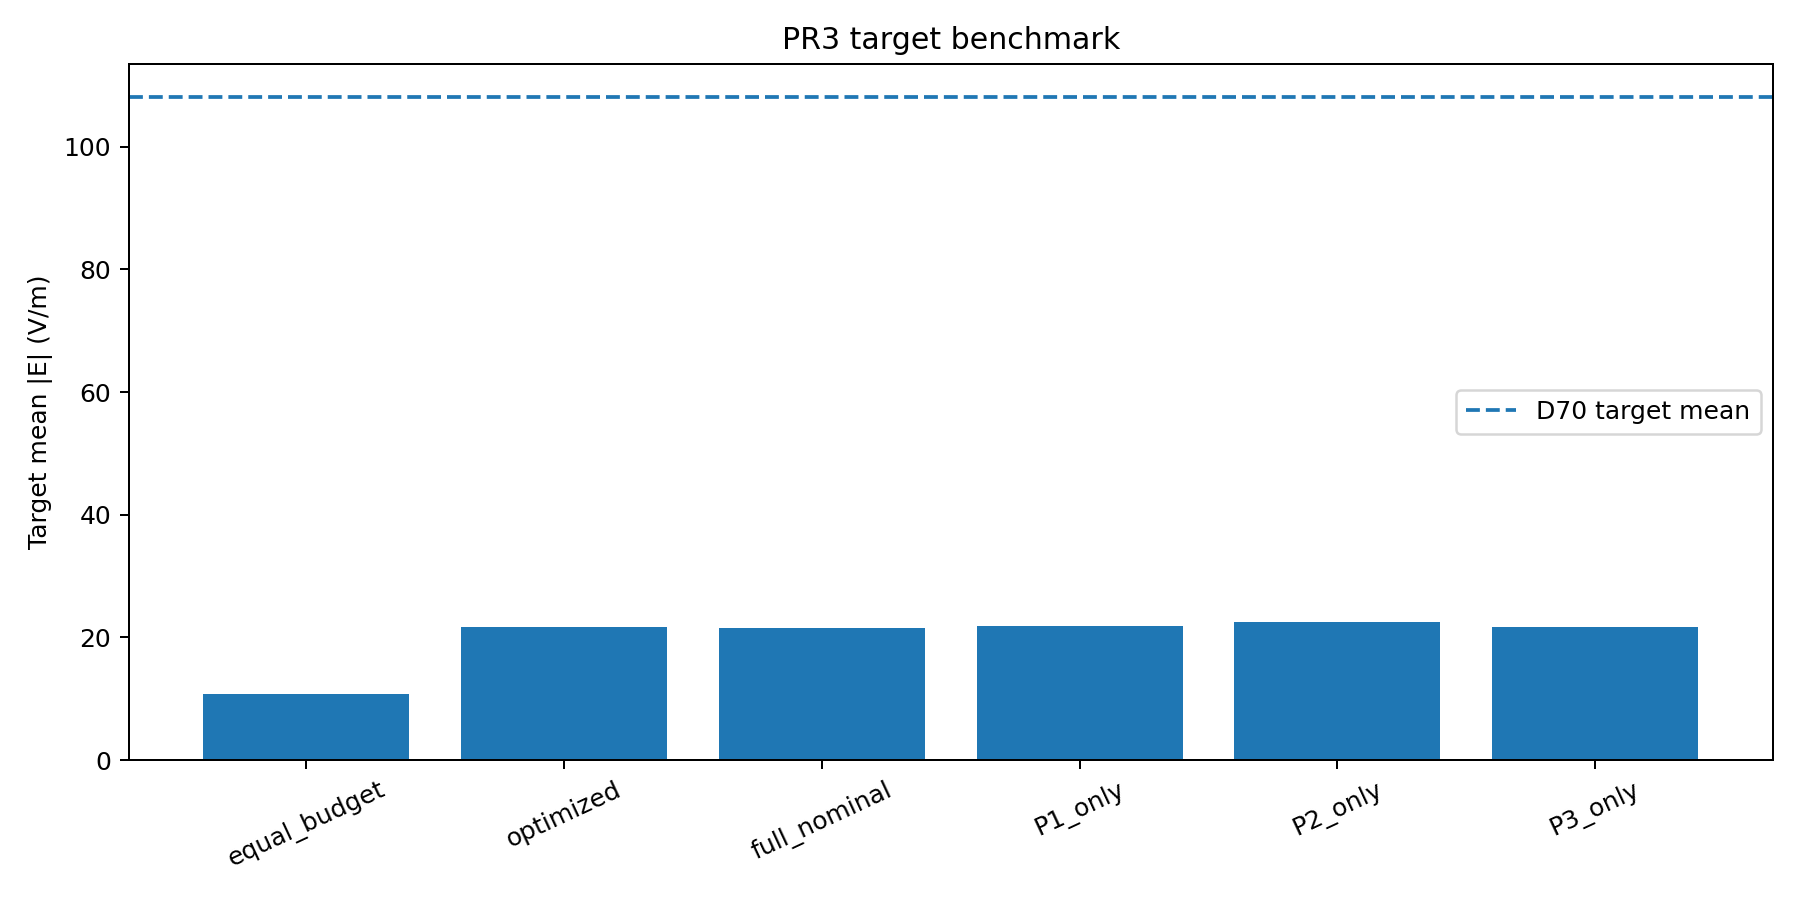 PR3 target benchmark
Target mean |E| (V/m)
100
80
60
40
20
0
D70 target mean
equal_budget
optimized
full_nominal
P1_only
P2_only
P3_only